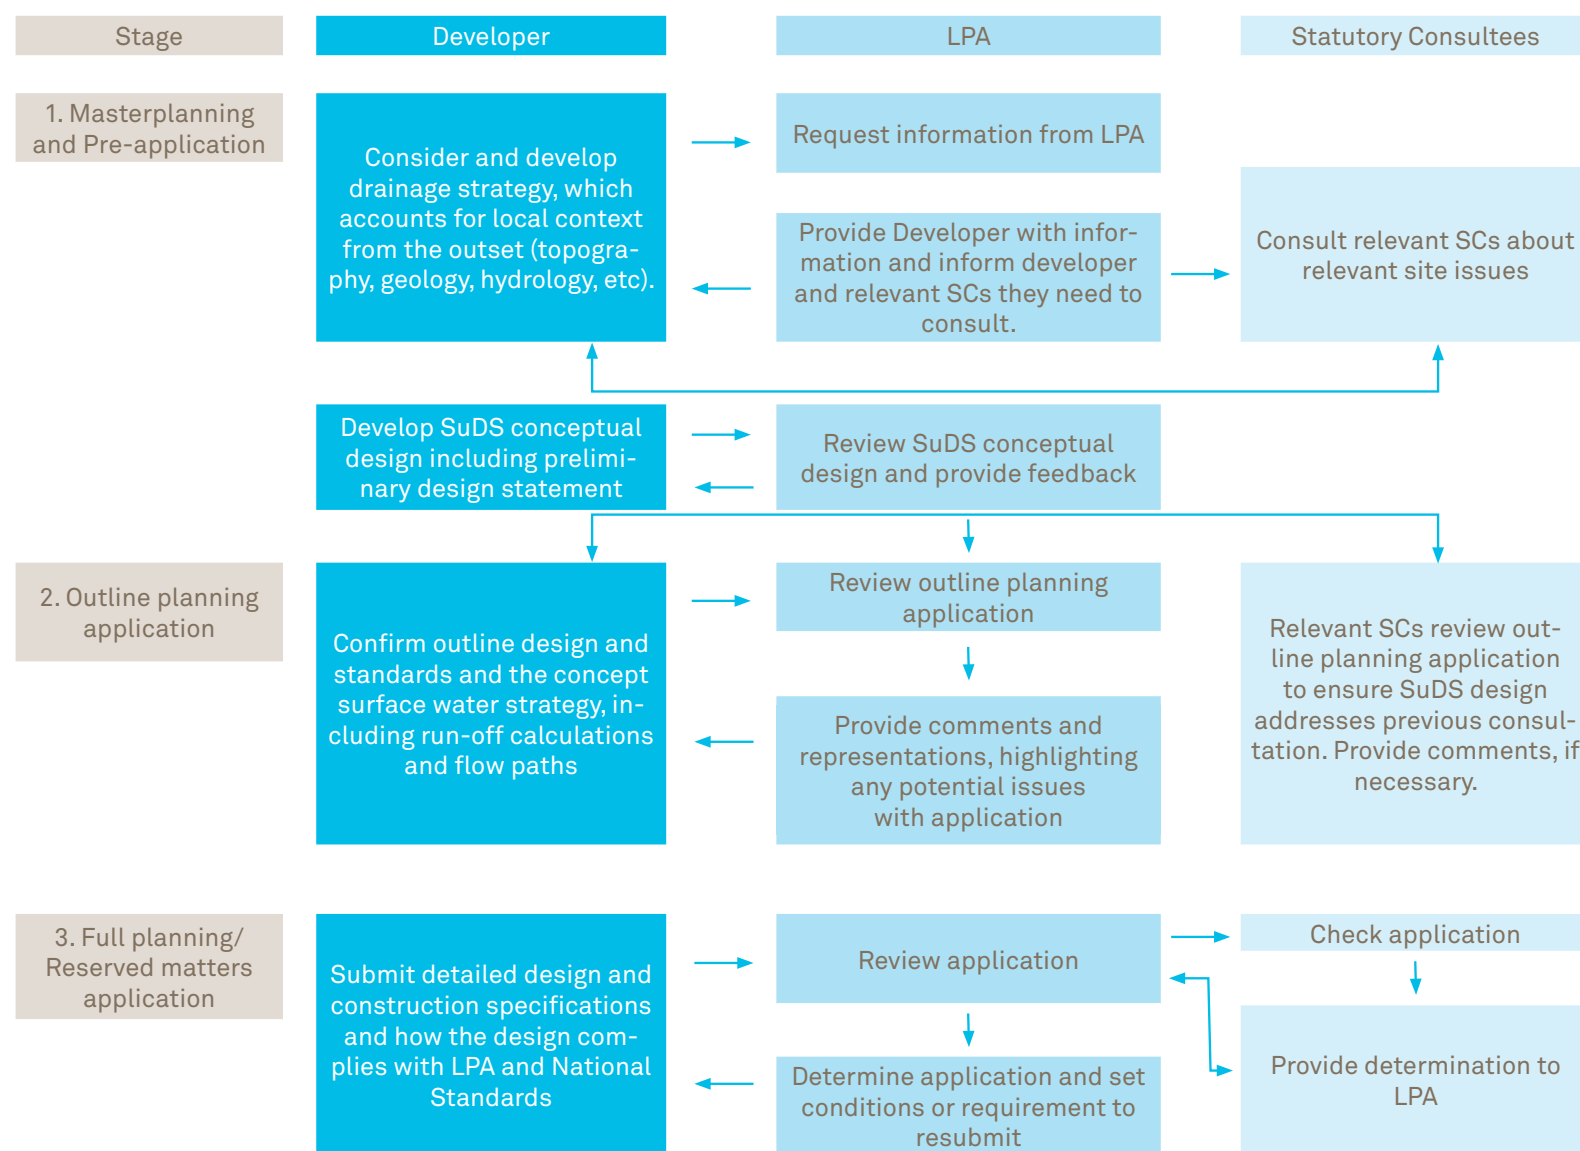 Stage
Developer
LPA
Statutory Consultees
1. Masterplanning
and Pre-application
Consider and develop
drainage strategy, which
accounts for local context
from the outset (topogra-
phy, geology, hydrology, etc).
Request information from LPA
Provide Developer with infor-
mation and inform developer
and relevant SCs they need to
consult.
Consult relevant SCs about
relevant site issues
Develop SuDS conceptual
design including prelimi-
nary design statement
Review SuDS conceptual
design and provide feedback
2. Outline planning
application
Confirm outline design and
standards and the concept
surface water strategy, in-
cluding run-off calculations
and flow paths
Review outline planning
application
Provide comments and
representations, highlighting
any potential issues
with application
Relevant SCs review out-
line planning application
to ensure SuDS design
addresses previous consul-
tation. Provide comments, if
necessary.
3. Full planning/
Reserved matters
application
Submit detailed design and
construction specifications
and how the design com-
plies with LPA and National
Standards
Review application
Determine application and set
conditions or requirement to
resubmit
Check application
Provide determination to
LPA